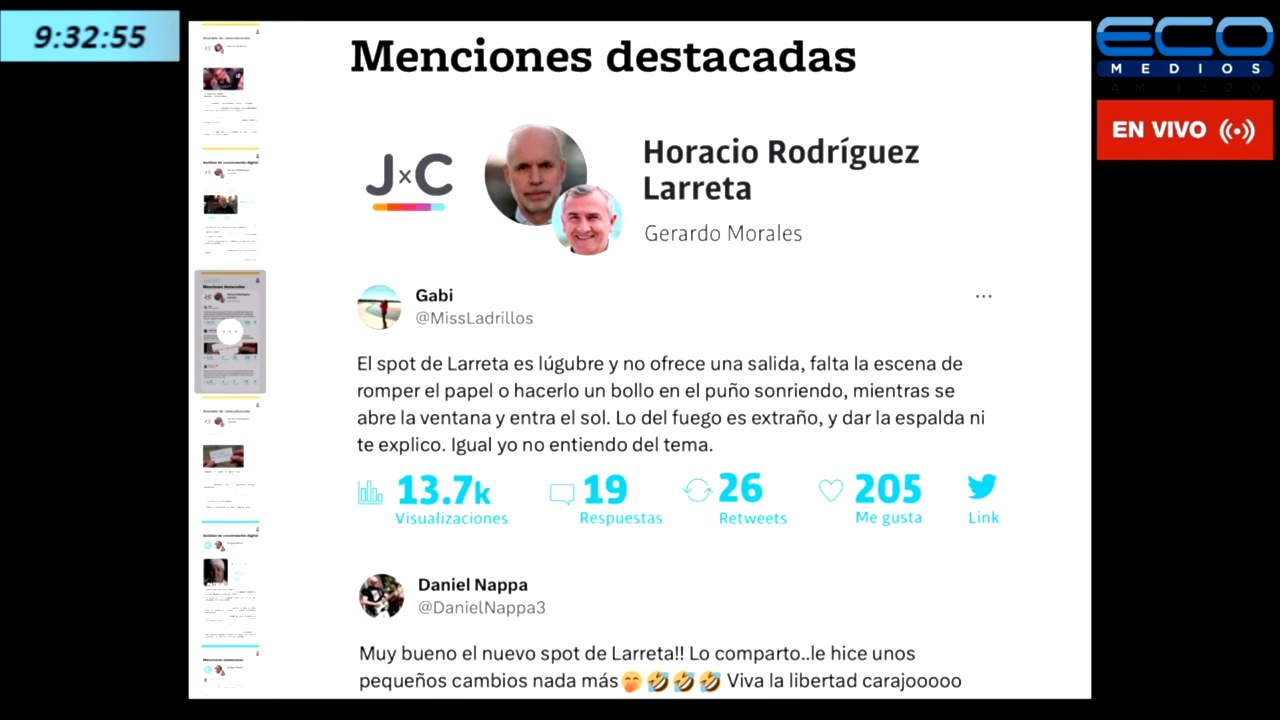 9:32:55
ECO
MEDIOS
AM 1220
EN VIVO
Menciones destacadas
JxC
Horacio Rodríguez
Larreta
Gerardo Morales
Gabi
@MissLadrillos
El spot de Larreta es lúgubre y no ofrece una salida, falta la escena de
romper el papel o hacerlo un bollo en el puño sonriendo, mientras se
abre la ventana y entra el sol. Lo del fuego es extraño, y dar la espalda ni
te explico. Igual yo no entiendo del tema.
13.7k
Visualizaciones
19
Respuestas
26
Retweets
205
Me gusta
Link
Daniel Nappa
@DanielNappa3
Muy bueno el nuevo spot de Larreta!! Lo comparto..le hice unos
pequeños cambios nada más🤭🤣🤣🤣 Viva la libertad carajooooo